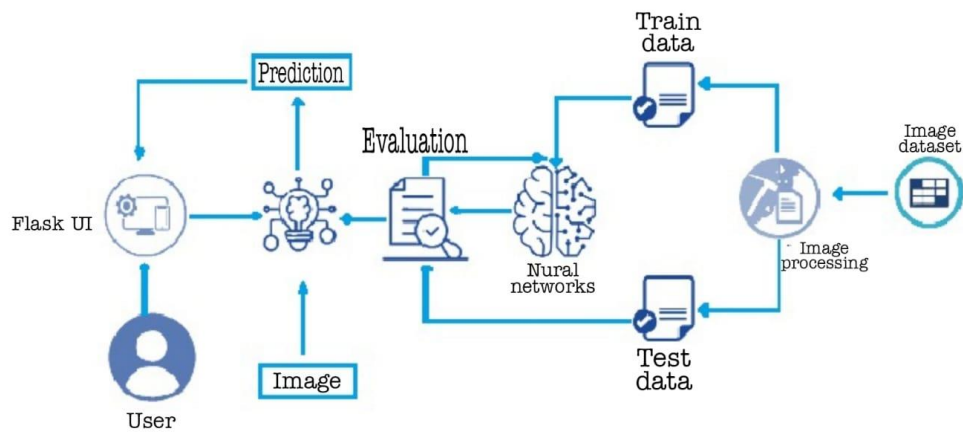 Train
data
Prediction
Evaluation
Image
dataset
Flask UI
Image
processing
Nural
networks
Image
Test
data
User